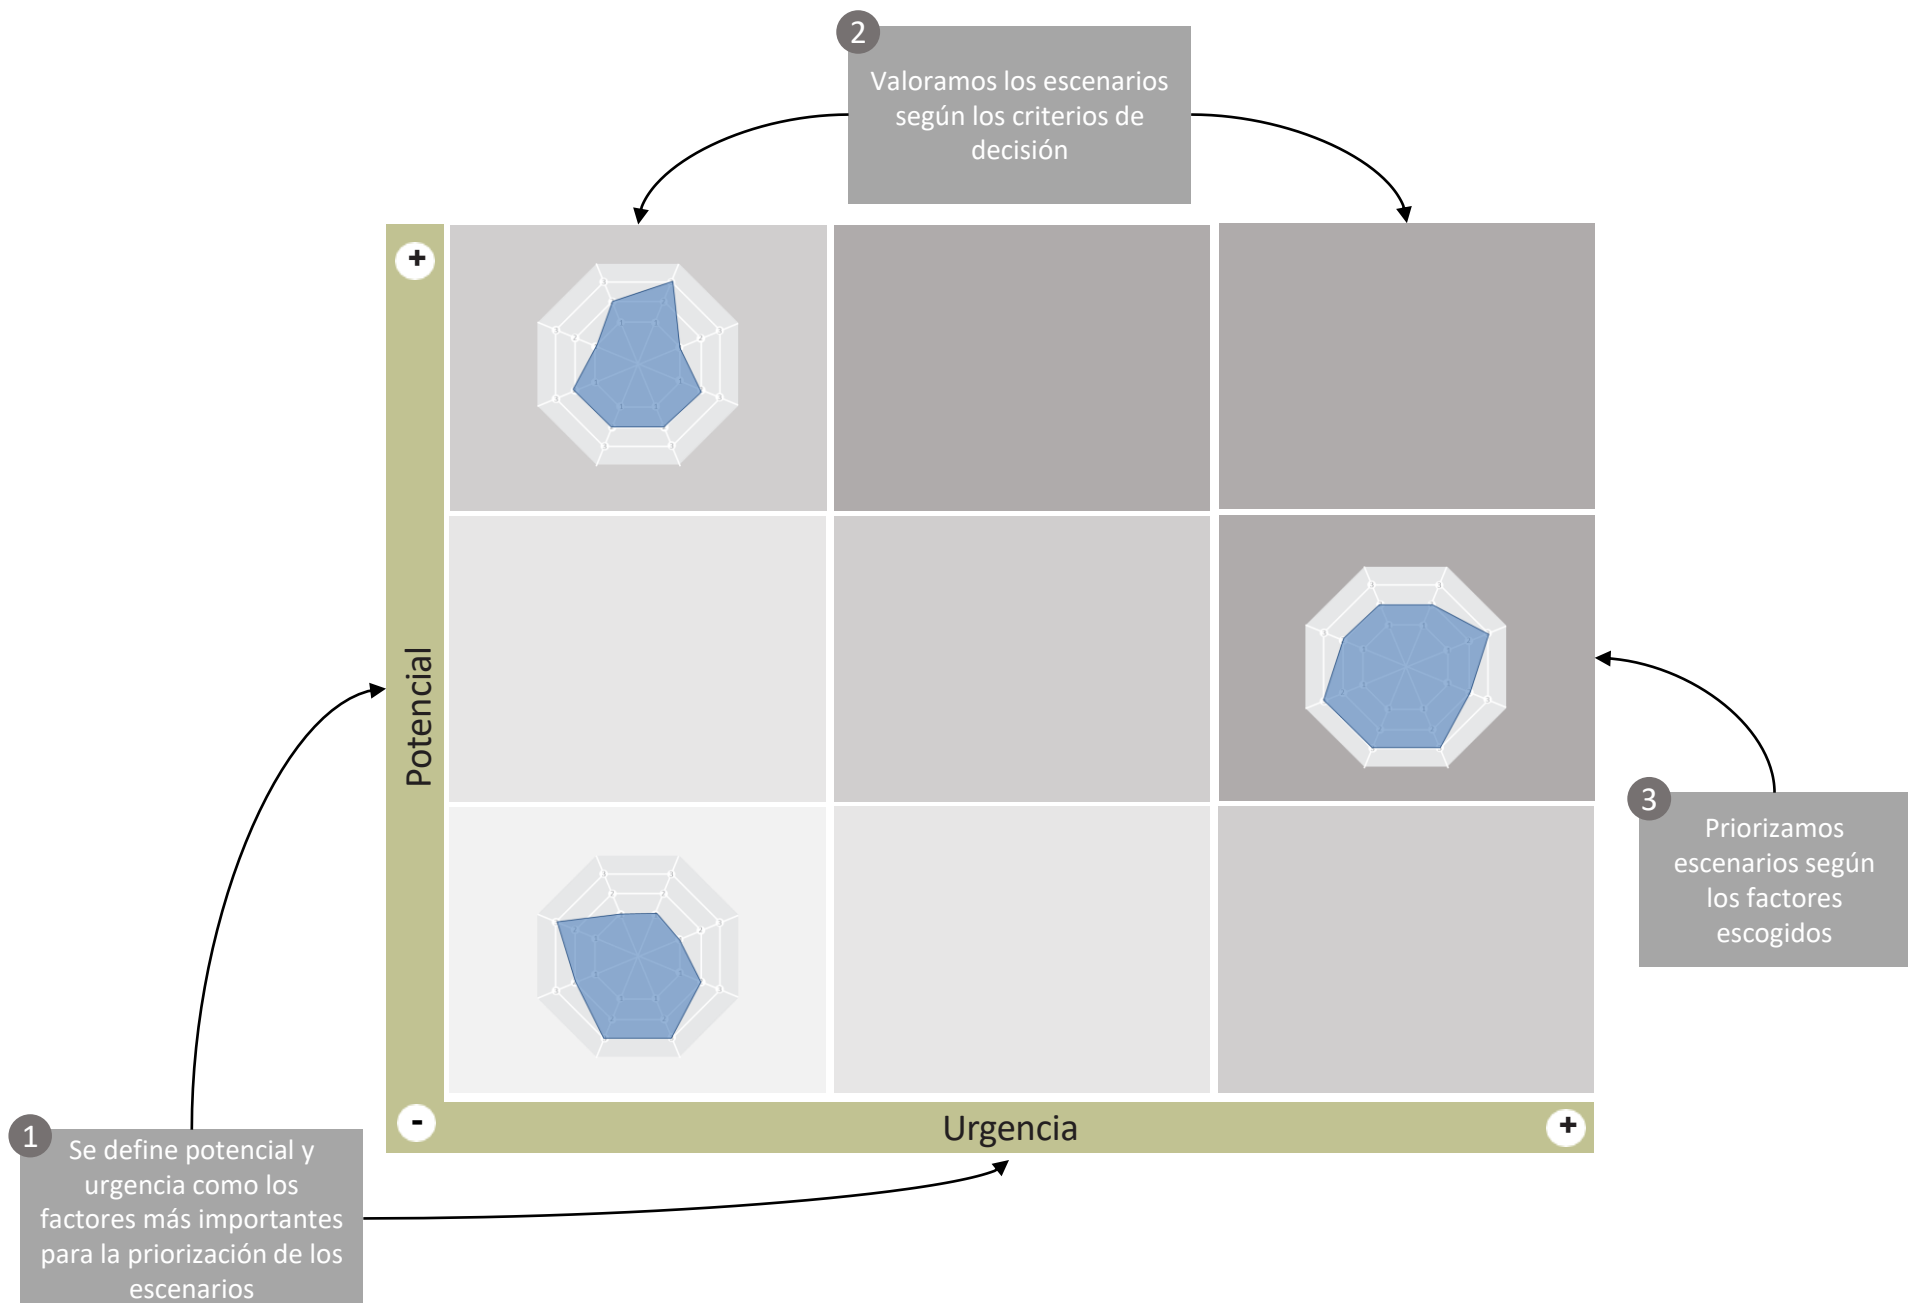 2
Valoramos los escenarios
según los criterios de
decisión
+
Potencial
3
Priorizamos
escenarios según
los factores
escogidos
-
Urgencia
+
1
Se define potencial y
urgencia como los
factores más importantes
para la priorización de los
escenarios